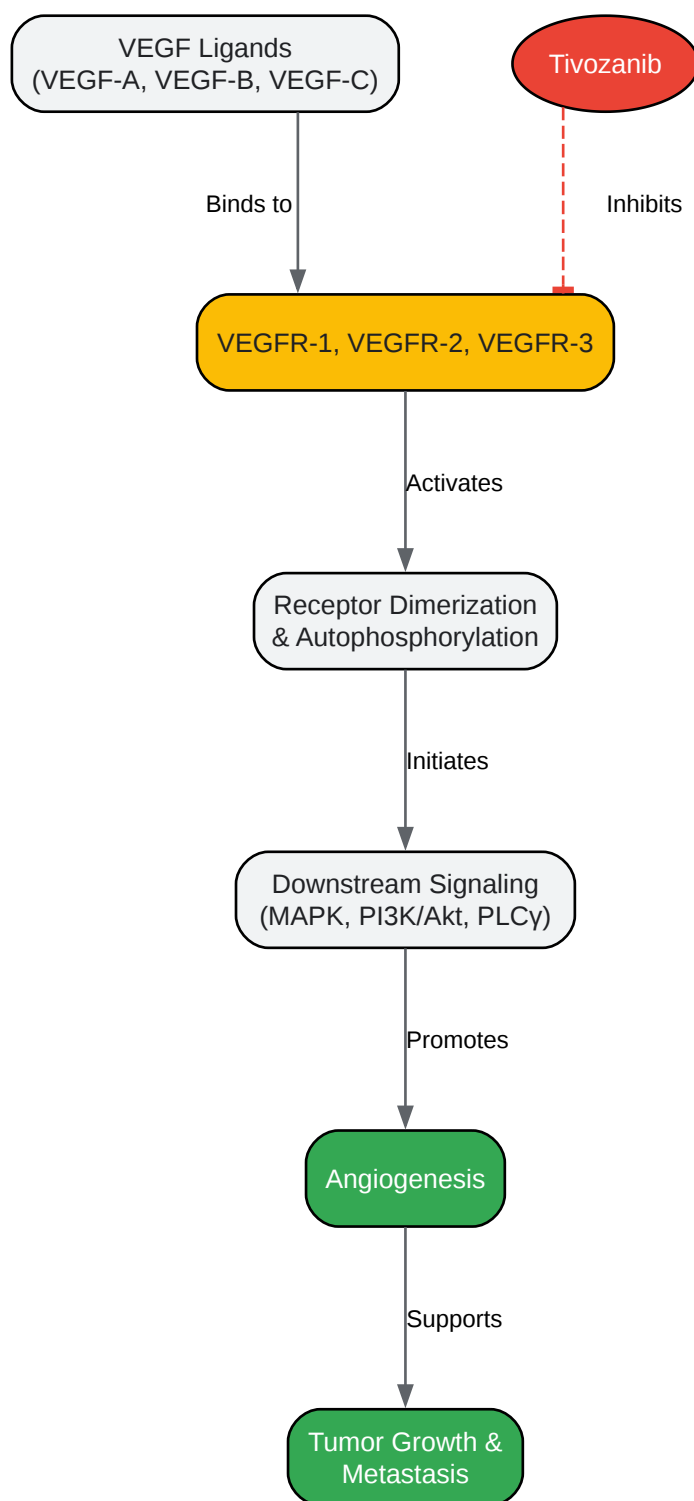 VEGF Ligands
(VEGF-A, VEGF-B, VEGF-C)
Tivozanib
Binds to
Inhibits
VEGFR-1, VEGFR-2, VEGFR-3
Activates
Receptor Dimerization
& Autophosphorylation
Initiates
Downstream Signaling
(MAPK, PI3K/Akt, PLCγ)
Promotes
Angiogenesis
Supports
Tumor Growth &
Metastasis